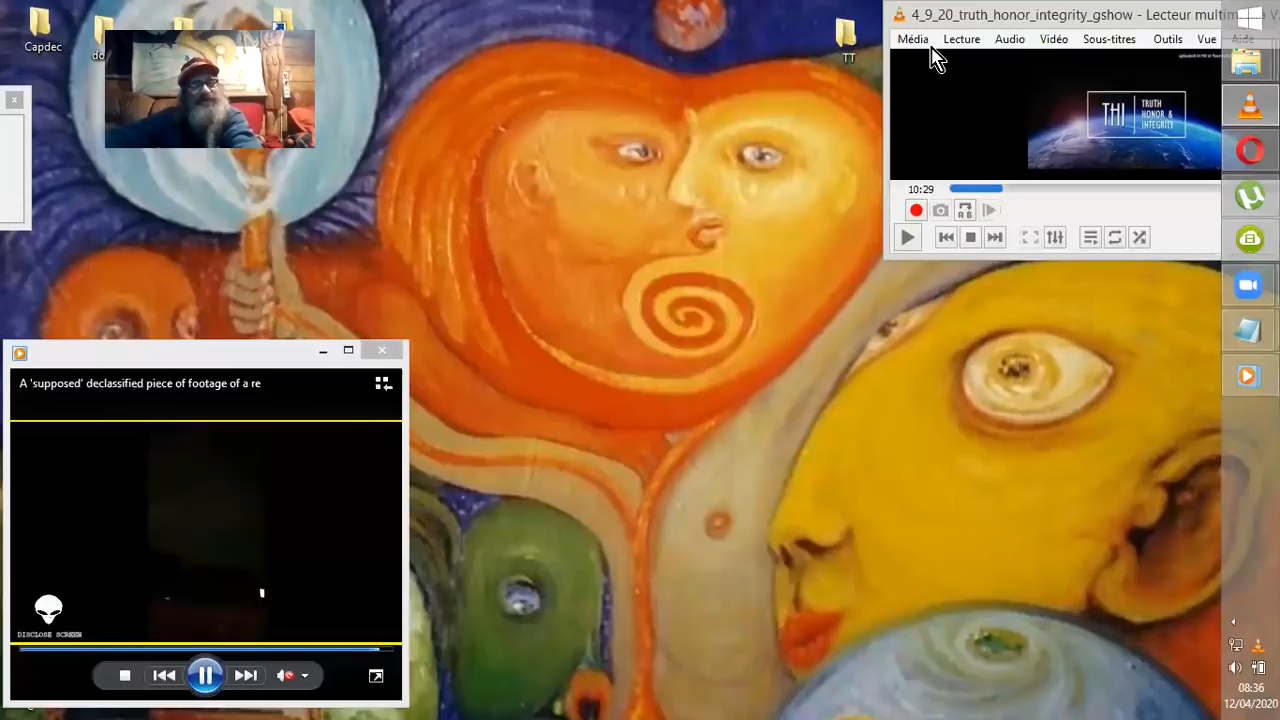 Capdec
do
TT
4_9_20_truth_honor_integrity_gshow - Lecteur multim
Média Lecture Audio Vidéo Sous-titres Outils Vue Aide
THI TRUTH
HONOR &
INTEGRITY
10:29
A 'supposed' declassified piece of footage of a re
DISCLOSE SCREEN
08:36
12/04/2020